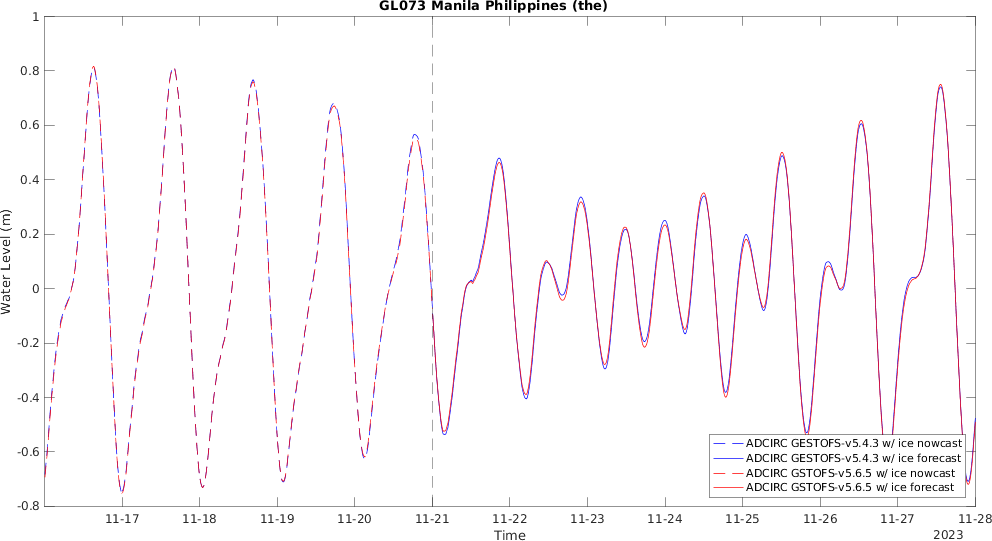 GL073 Manila Philippines (the)
Water Level (m)
1
0.8
0.6
0.4
0.2
0
-0.2
-0.4
-0.6
-0.8
ADCIRC GESTOFS-v5.4.3 w/ ice nowcast
ADCIRC GESTOFS-v5.4.3 w/ ice forecast
ADCIRC GSTOFS-v5.6.5 w/ ice nowcast
ADCIRC GSTOFS-v5.6.5 w/ ice forecast
11-17 11-18 11-19 11-20 11-21 11-22 11-23 11-24 11-25 11-26 11-27 11-28
Time
2023